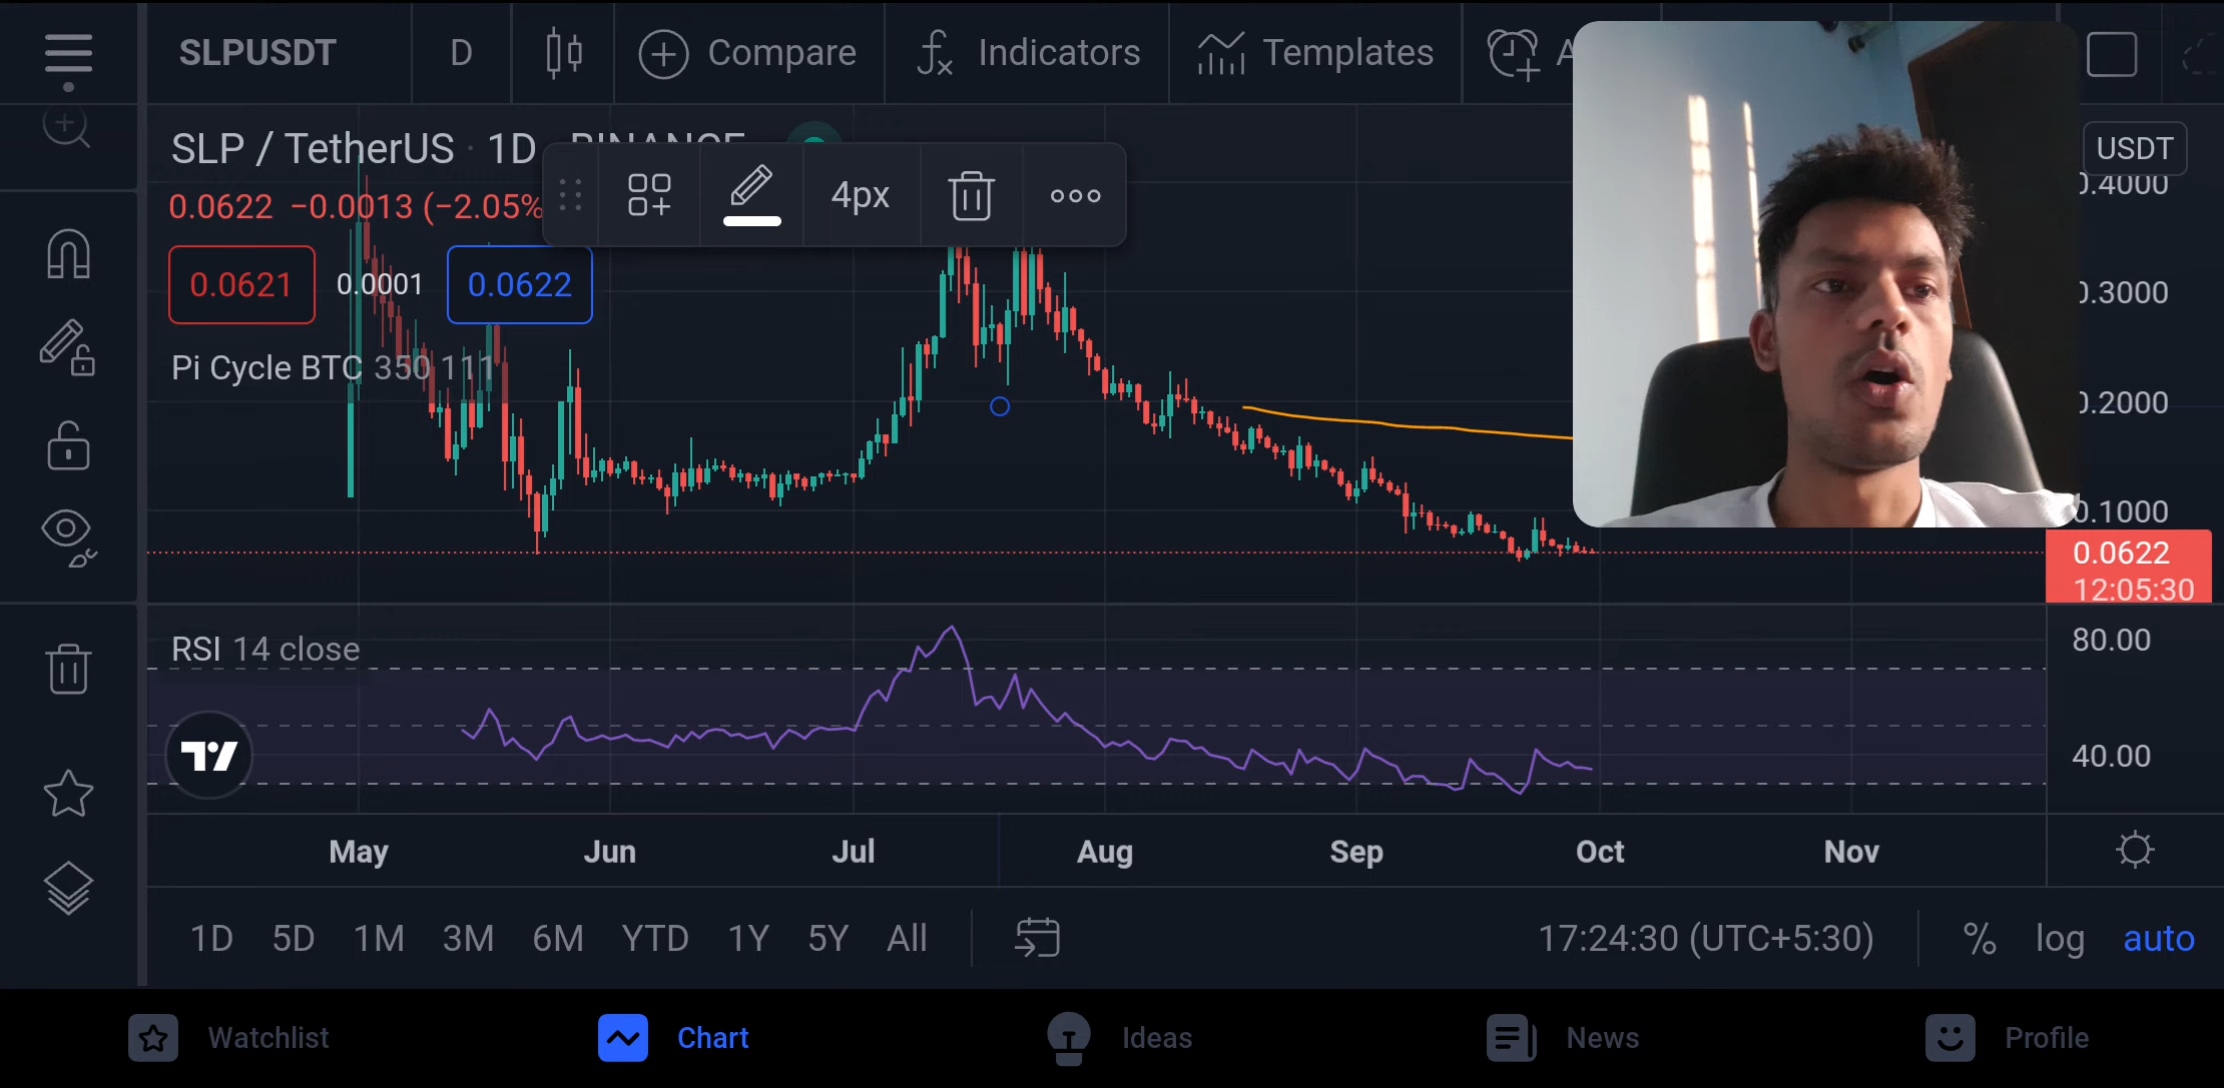 SLPUSDT D Compare Indicators Templates A
SLP / TetherUS · 1D · BINANCE
USDT
0.0622 −0.0013 (−2.05%
4px
0.4000
0.0621 0.0001 0.0622
0.3000
Pi Cycle BTC 350 111
0.2000
0.1000
0.0622
12:05:30
RSI 14 close
80.00
40.00
May Jun Jul Aug Sep Oct Nov
1D 5D 1M 3M 6M YTD 1Y 5Y All 17:24:30 (UTC+5:30) % log auto
Watchlist Chart Ideas News Profile